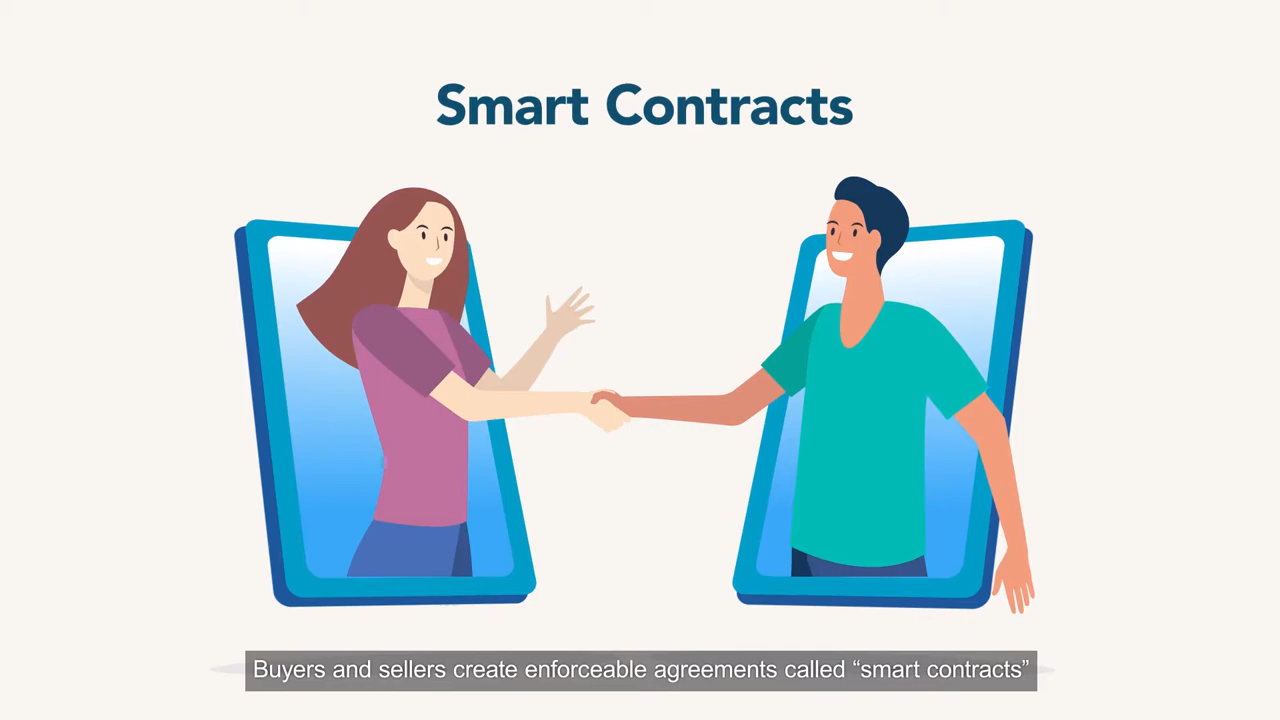 Smart Contracts
Buyers and sellers create enforceable agreements called “smart contracts”